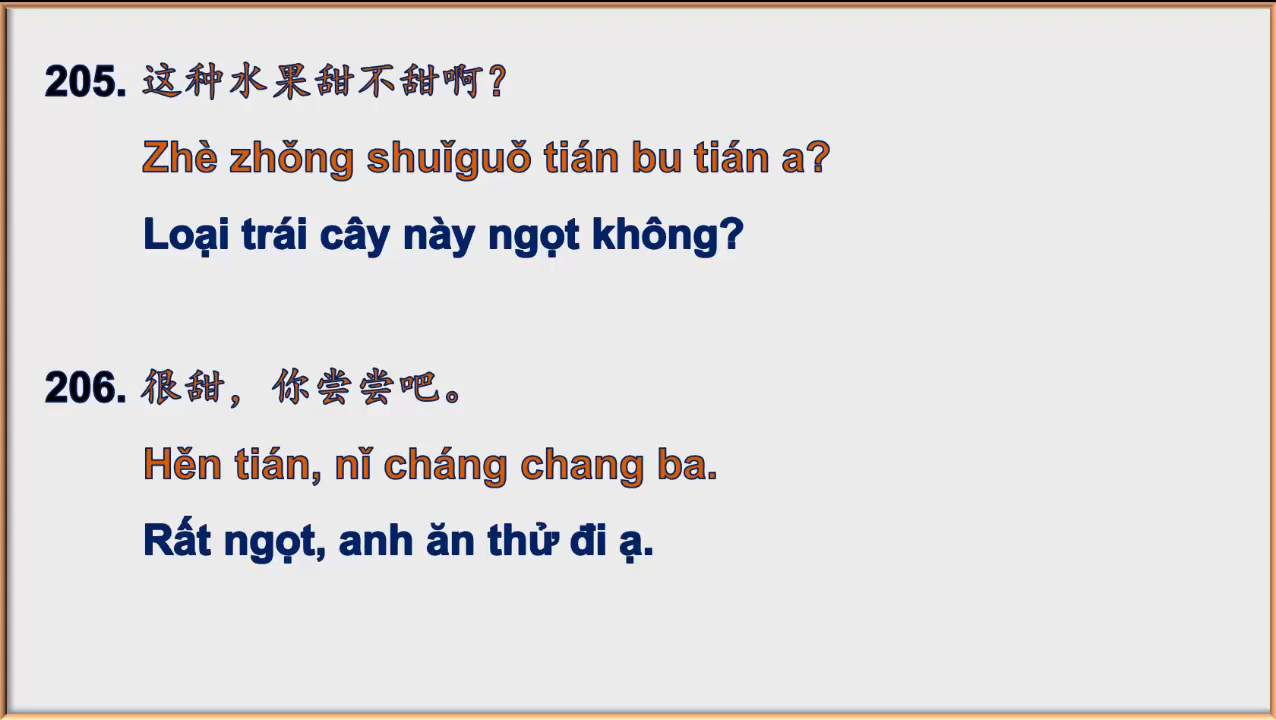 205. 这种水果甜不甜啊？
Zhè zhǒng shuǐguǒ tián bu tián a?
Loại trái cây này ngọt không?
206. 很甜，你尝尝吧。
Hěn tián, nǐ cháng chang ba.
Rất ngọt, anh ăn thử đi ạ.